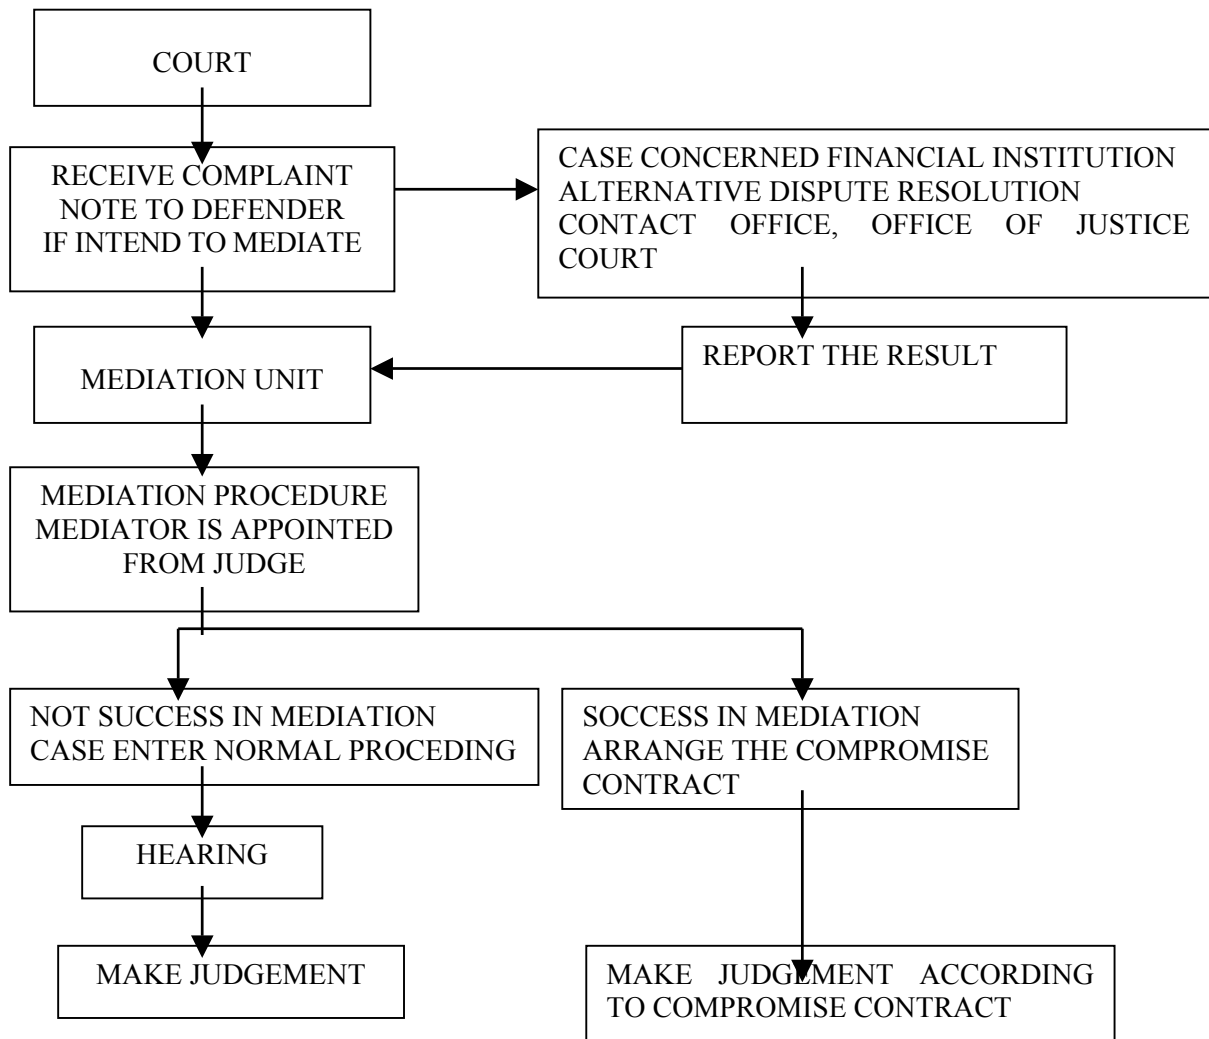 COURT
RECEIVE COMPLAINT
NOTE TO DEFENDER
IF INTEND TO MEDIATE
CASE CONCERNED FINANCIAL INSTITUTION
ALTERNATIVE DISPUTE RESOLUTION
CONTACT OFFICE, OFFICE OF JUSTICE
COURT
MEDIATION UNIT
REPORT THE RESULT
MEDIATION PROCEDURE
MEDIATOR IS APPOINTED
FROM JUDGE
NOT SUCCESS IN MEDIATION
CASE ENTER NORMAL PROCEDING
SOCCESS IN MEDIATION
ARRANGE THE COMPROMISE
CONTRACT
HEARING
MAKE JUDGEMENT
MAKE JUDGEMENT ACCORDING
TO COMPROMISE CONTRACT